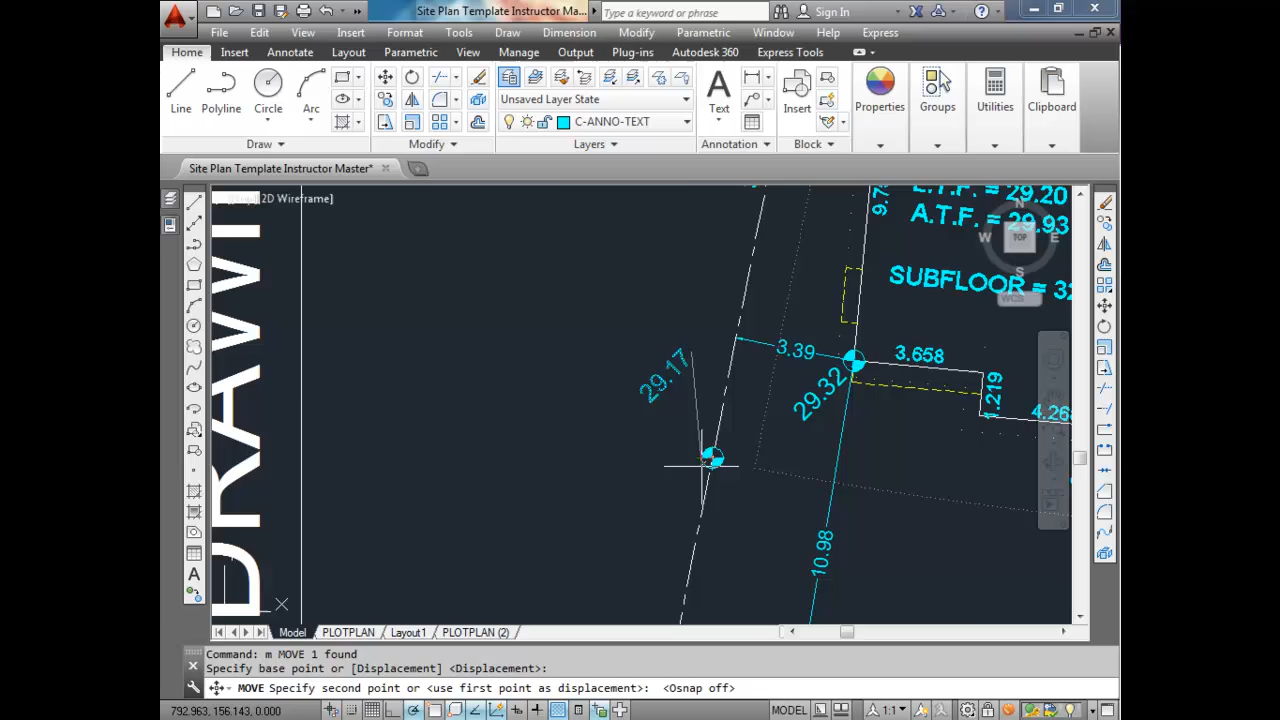 Site Plan Template Instructor Ma...
Type a keyword or phrase
Sign In
File Edit View Insert Format Tools Draw Dimension Modify Parametric Window Help Express
Home Insert Annotate Layout Parametric View Manage Output Plug-ins Autodesk 360 Express Tools
Unsaved Layer State
Line Polyline Circle Arc
C-ANNO-TEXT
Text
Insert
Properties Groups Utilities Clipboard
Draw Modify Layers Annotation Block
Site Plan Template Instructor Master*
2D Wireframe]
= 29.20
A.T.F. = 29.93
N
W TOP E
S
WCS
SUBFLOOR = 32
3.39
3.658
29.17
29.32
1.219
4.268
10.98
DRAWI
Model PLOTPLAN Layout1 PLOTPLAN (2)
Command: m MOVE 1 found
Specify base point or [Displacement] <Displacement>:
MOVE Specify second point or <use first point as displacement>: <Osnap off>
792.963, 156.143, 0.000
MODEL
1:1